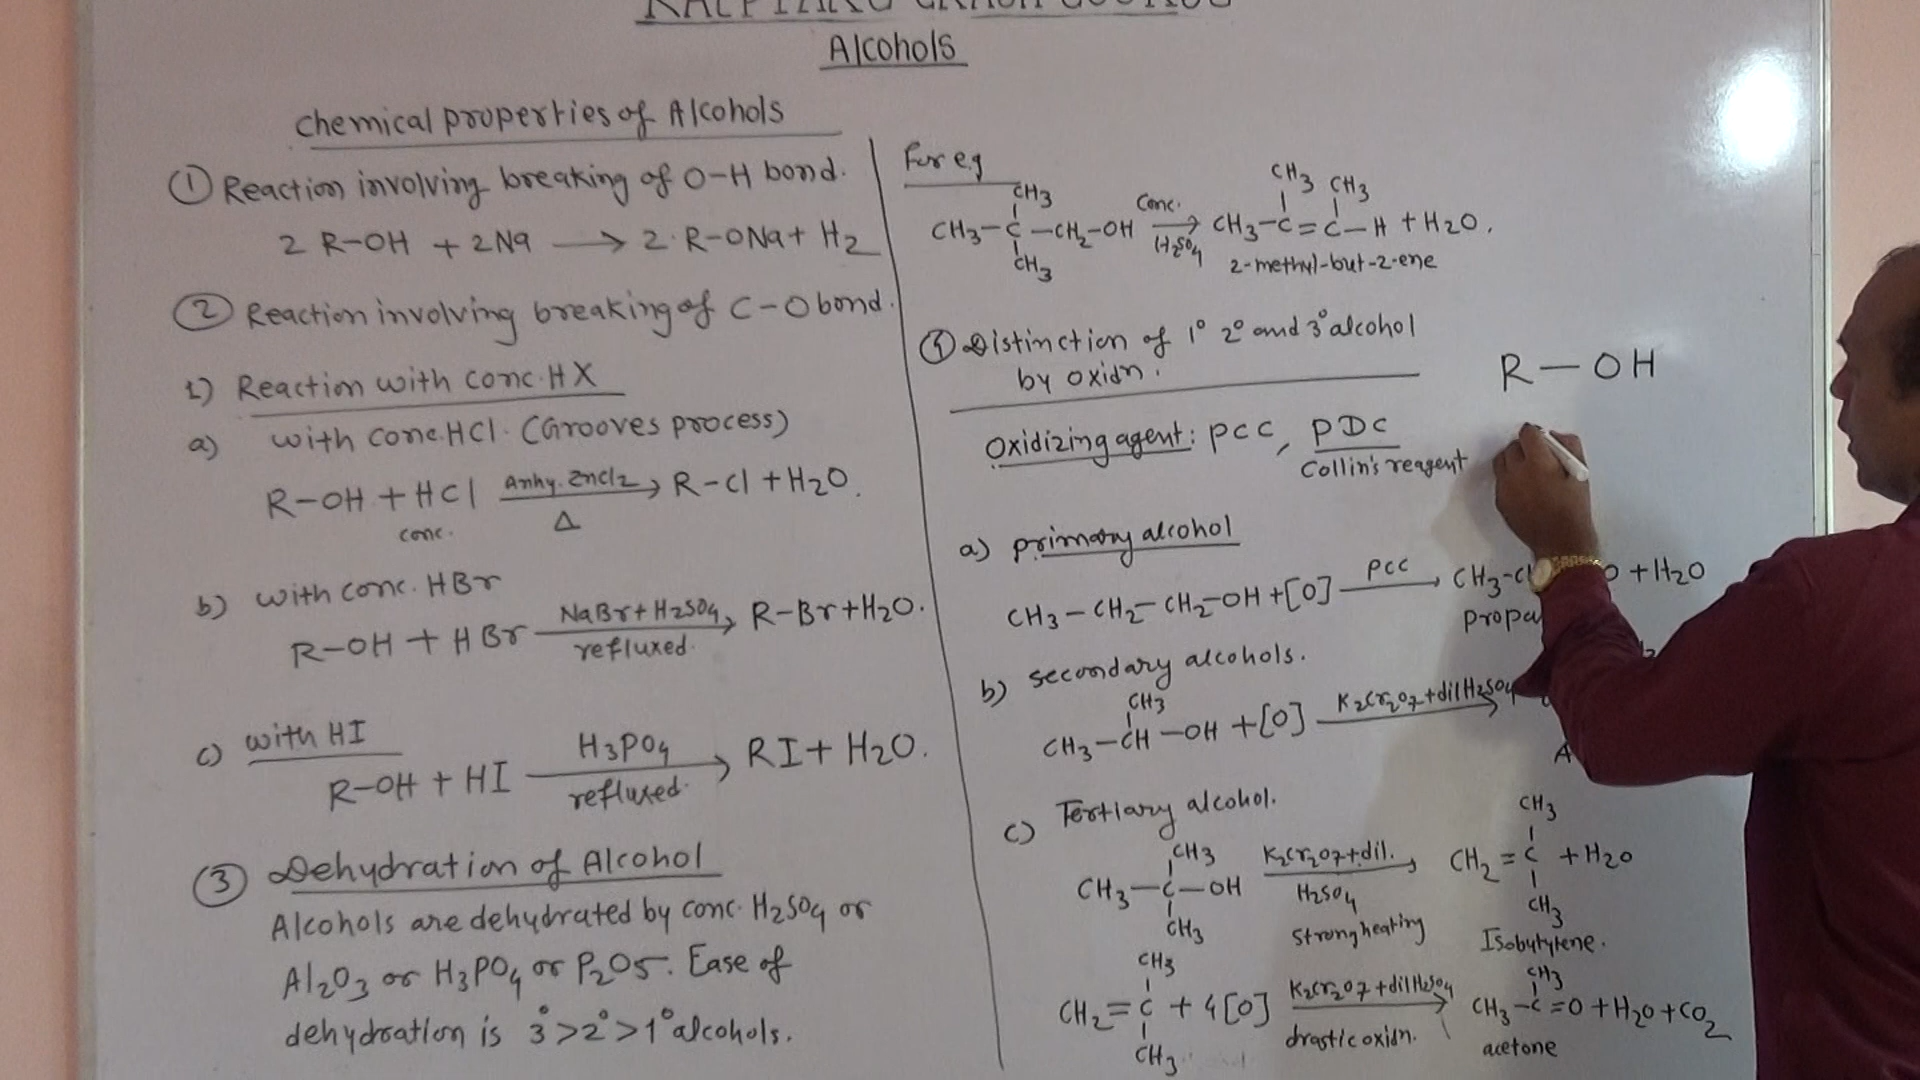 Alcohols
Chemical properties of Alcohols
① Reaction involving breaking of O-H bond.
2 R-OH + 2Na → 2 R-ONa + H2
② Reaction involving breaking of C-O bond.
1) Reaction with conc. HX
a) with conc. HCl. (Grooves process)
R-OH + HCl Anhy. ZnCl2 → R-Cl + H2O.
conc. Δ
b) with conc. HBr
R-OH + HBr NaBr + H2SO4 → R-Br + H2O.
refluxed.
c) with HI
R-OH + HI H3PO4 → RI + H2O.
refluxed.
③ Dehydration of Alcohol
Alcohols are dehydrated by conc. H2SO4 or
Al2O3 or H3PO4 or P2O5. Ease of
dehydration is 3° > 2° > 1° alcohols.
For e.g
CH3 Conc. CH3 CH3
CH3-C-CH2-OH → CH3-C=C-H + H2O.
CH3 H2SO4 2-methyl-but-2-ene
④ Distinction of 1° 2° and 3° alcohol
by oxidn.
R-OH
Oxidizing agent: PCC, PDC
Collin's reagent
a) primary alcohol
CH3-CH2-CH2-OH + [O] PCC → CH3-C O + H2O
b) secondary alcohols.
CH3
CH3-CH-OH + [O] K2Cr2O7 + dil H2SO4 →
c) Tertiary alcohol.
CH3 K2Cr2O7 + dil. CH3
CH3-C-OH → CH2=C + H2O
CH3 H2SO4 CH3
strong heating Isobutylene.
CH3 CH3
CH2=C + 4[O] K2Cr2O7 + dil H2SO4 → CH3-C=O + H2O + CO2
CH3 drastic oxidn. acetone